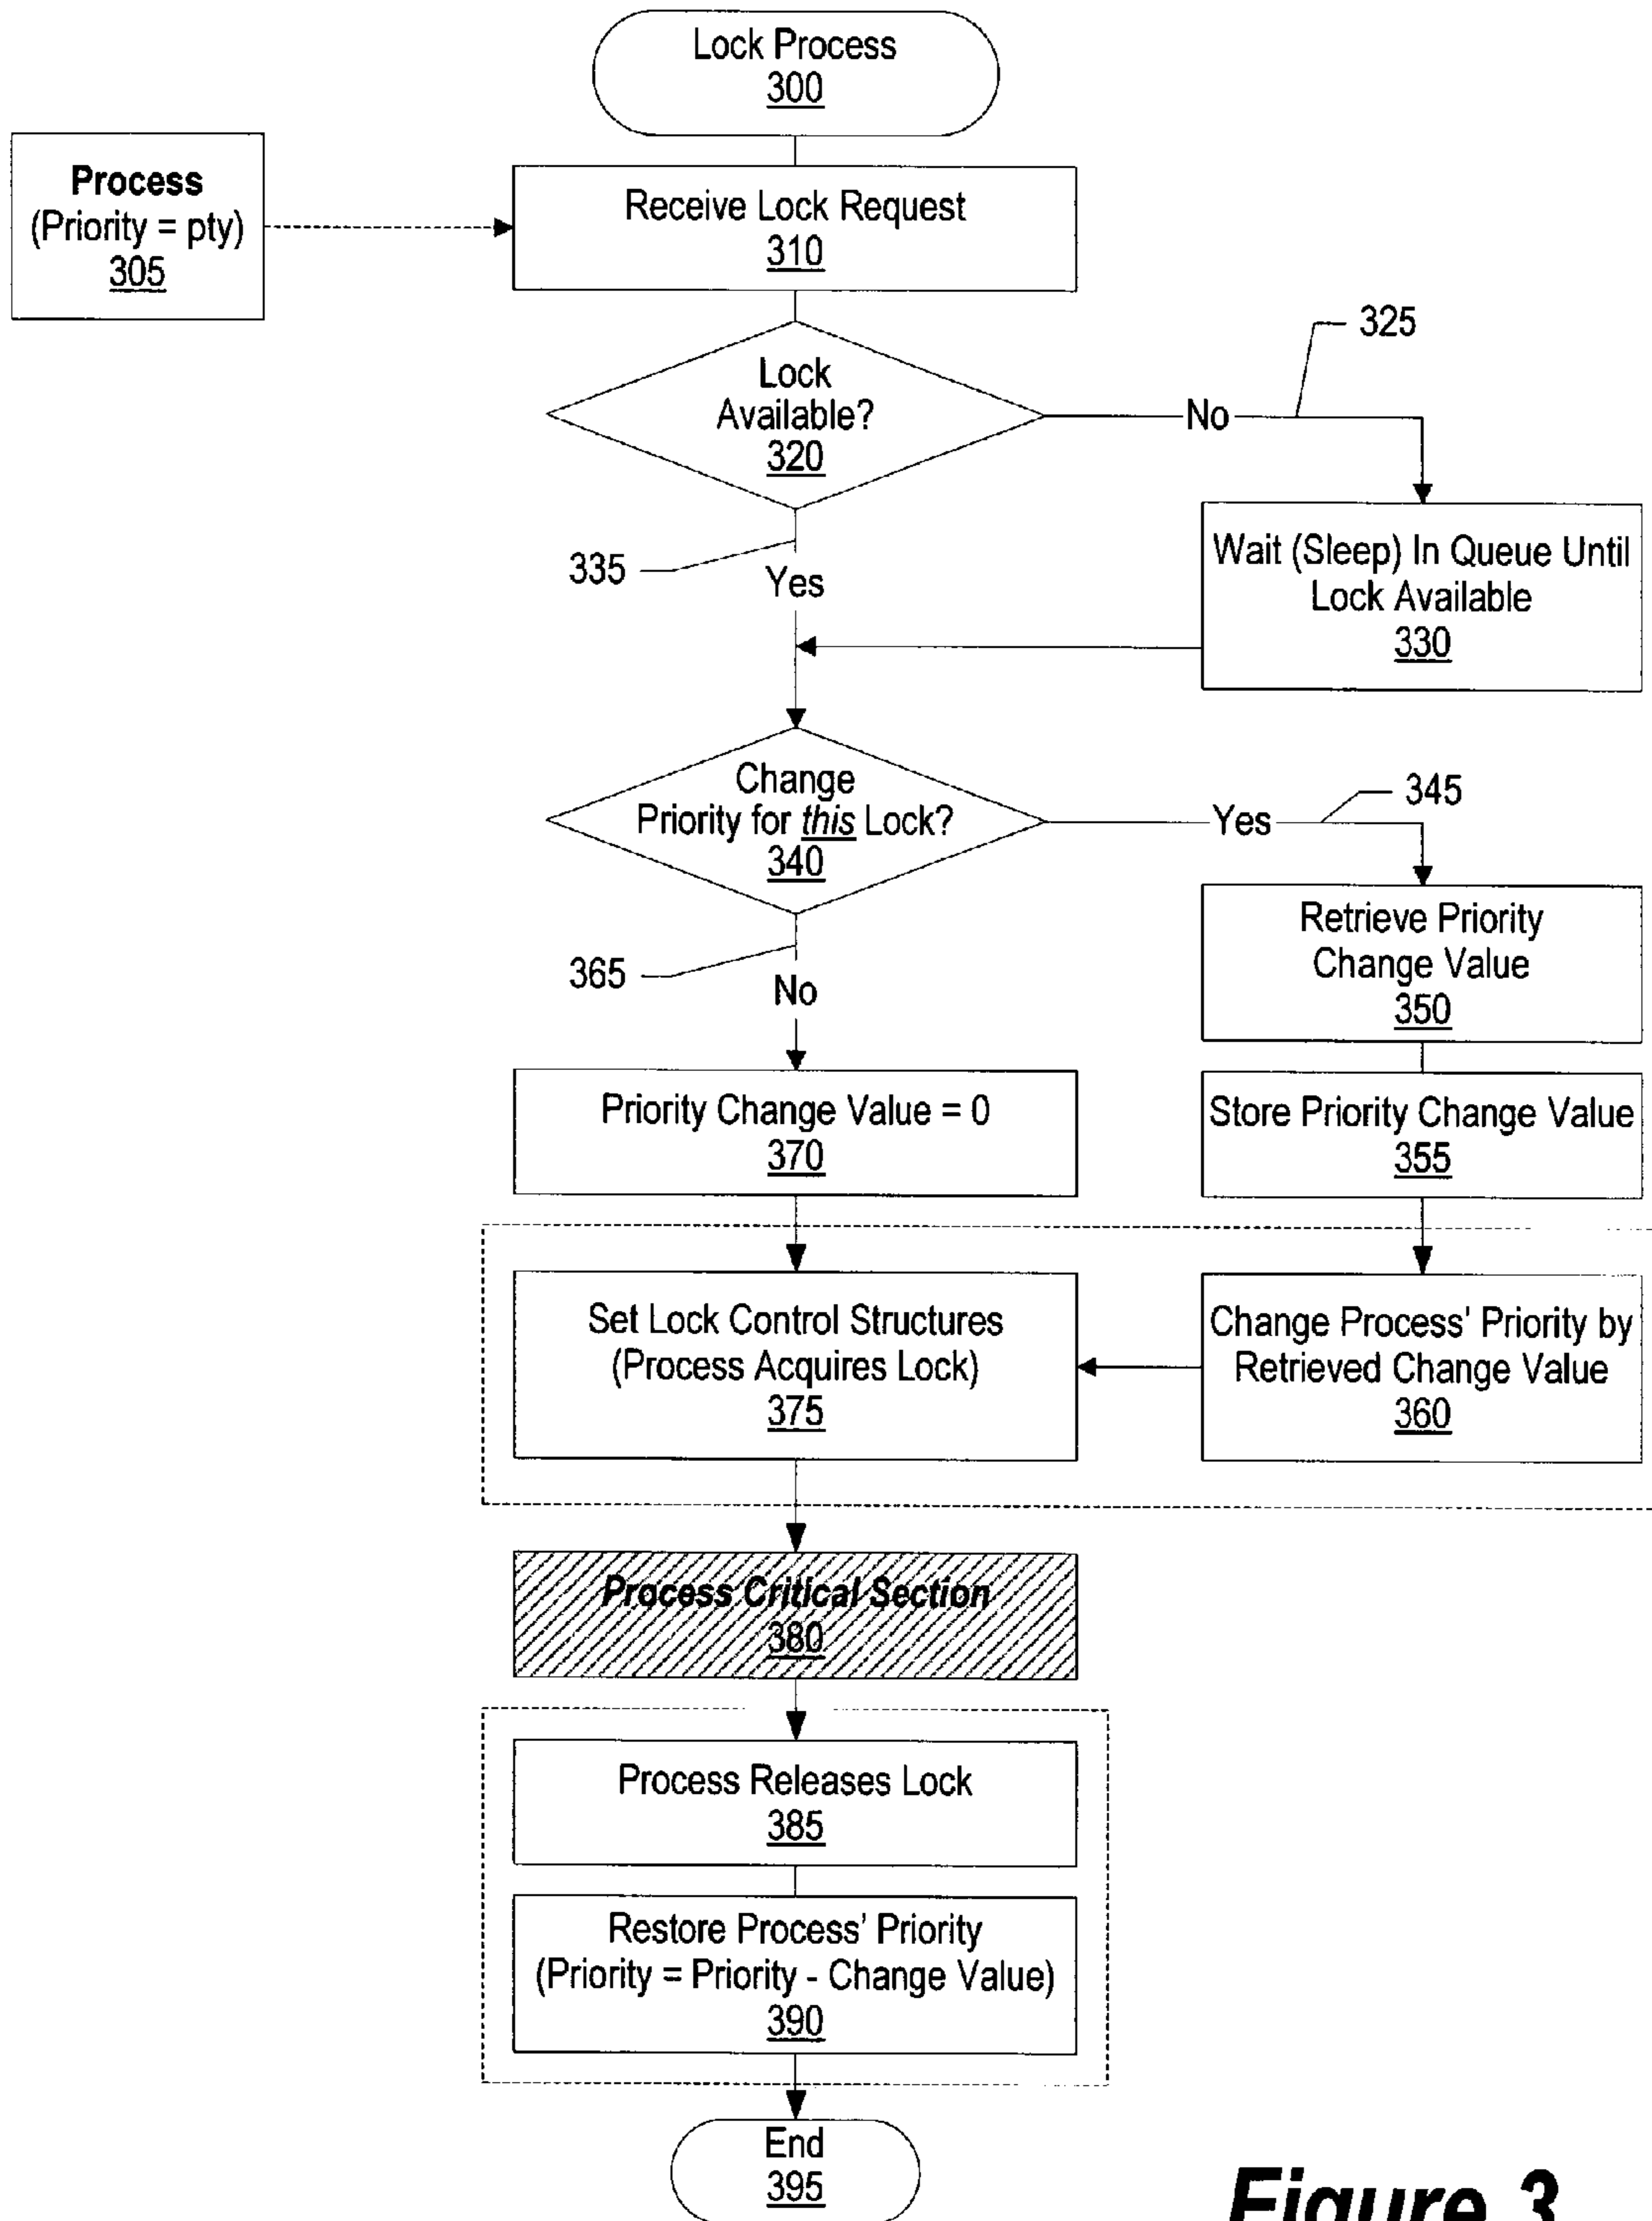 Lock Process
300
Process
(Priority = pty)
305
Receive Lock Request
310
Lock
Available?
320
325
No
335
Yes
Wait (Sleep) In Queue Until
Lock Available
330
Change
Priority for this Lock?
340
345
Yes
365
No
Retrieve Priority
Change Value
350
Priority Change Value = 0
370
Store Priority Change Value
355
Set Lock Control Structures
(Process Acquires Lock)
375
Change Process' Priority by
Retrieved Change Value
360
Process Critical Section
380
Process Releases Lock
385
Restore Process' Priority
(Priority = Priority - Change Value)
390
End
395
Figure 3